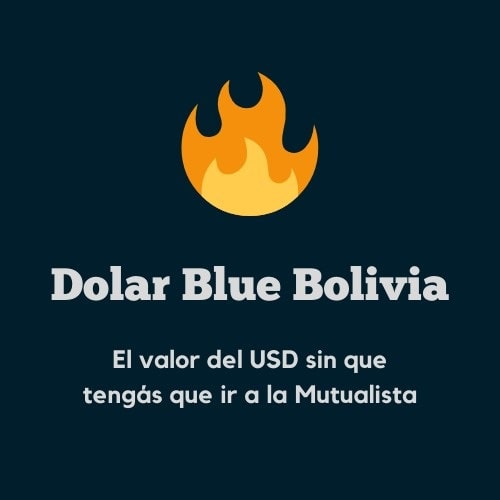 Dolar Blue Bolivia
El valor del USD sin que
tengás que ir a la Mutualista